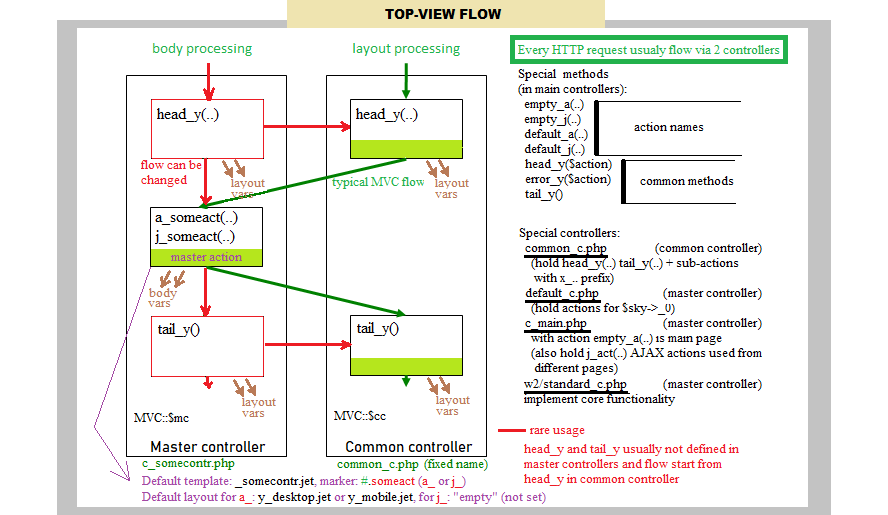 TOP-VIEW FLOW
body processing
layout processing
head_y(..)
head_y(..)
flow can be
changed
layout
vars
typical MVC flow
layout
vars
a_someact(..)
j_someact(..)
master action
body
vars
tail_y()
tail_y()
layout
vars
layout
vars
MVC::$mc
MVC::$cc
Master controller
Common controller
c_somecontr.php
common_c.php (fixed name)
Default template: _somecontr.jet, marker: #.someact (a_ or j_)
Default layout for a_: y_desktop.jet or y_mobile.jet, for j_: "empty" (not set)
Every HTTP request usualy flow via 2 controllers
Special methods
(in main controllers):
empty_a(..)
empty_j(..)
default_a(..)
default_j(..)
action names
head_y($action)
error_y($action)
tail_y()
common methods
Special controllers:
common_c.php (common controller)
(hold head_y(..) tail_y(..) + sub-actions
with x_.. prefix)
default_c.php (master controller)
(hold actions for $sky->_0)
c_main.php (master controller)
with action empty_a(..) is main page
(also hold j_act(..) AJAX actions used from
different pages)
w2/standard_c.php (master controller)
implement core functionality
rare usage
head_y and tail_y usually not defined in
master controllers and flow start from
head_y in common controller